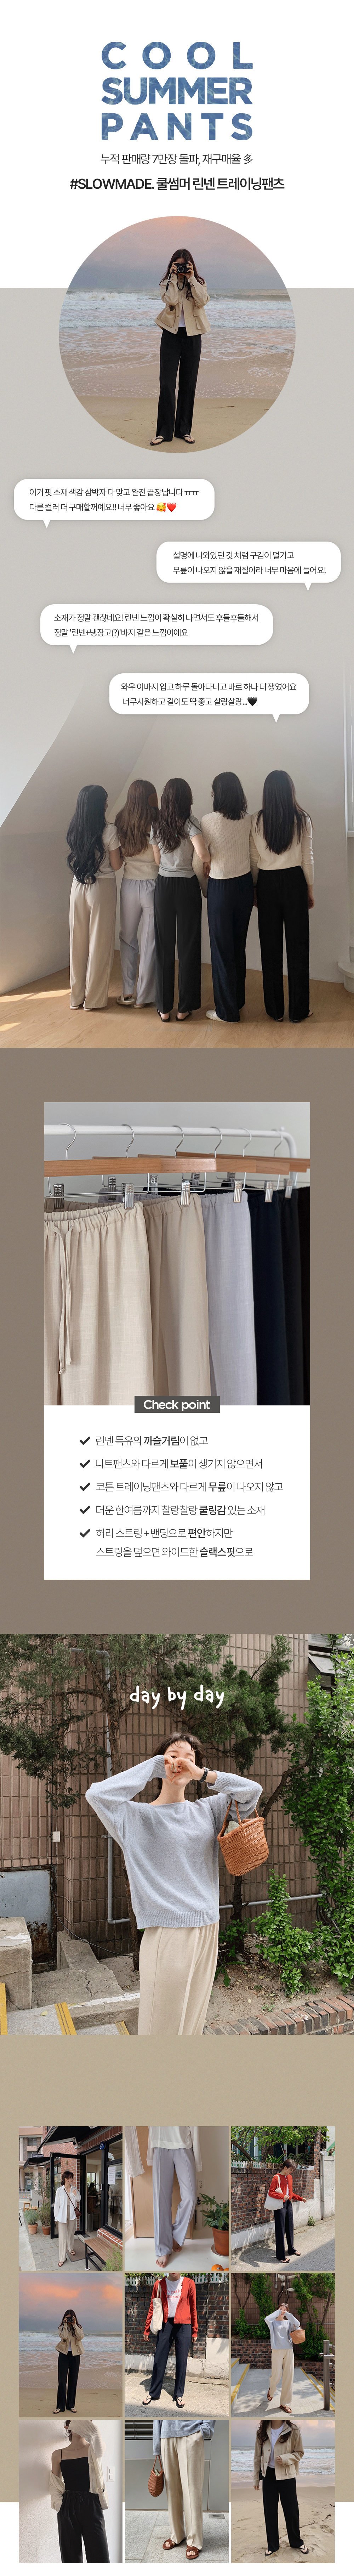 COOL
SUMMER
PANTS
누적 판매량 7만장 돌파, 재구매율 多
#SLOWMADE. 쿨썸머 린넨 트레이닝팬츠
이거 핏 소재 색감 삼박자 다 맞고 완전 끝장납니다 ㅠㅠ
다른 컬러 더 구매할꺼예요!! 너무 좋아요 🥰❤️
설명에 나와있던 것 처럼 구김이 덜가고
무릎이 나오지 않을 재질이라 너무 마음에 들어요!
소재가 정말 괜찮네요! 린넨 느낌이 확실히 나면서도 후들후들해서
정말 '린넨+냉장고(?)'바지 같은 느낌이에요
와우 이바지 입고 하루 돌아다니고 바로 하나 더 쟁였어요
너무시원하고 길이도 딱 좋고 살랑살랑...🖤
Check point
린넨 특유의 까슬거림이 없고
니트팬츠와 다르게 보풀이 생기지 않으면서
코튼 트레이닝팬츠와 다르게 무릎이 나오지 않고
더운 한여름까지 찰랑찰랑 쿨링감 있는 소재
허리 스트링 + 밴딩으로 편안하지만
스트링을 덮으면 와이드한 슬랙스핏으로
day by day